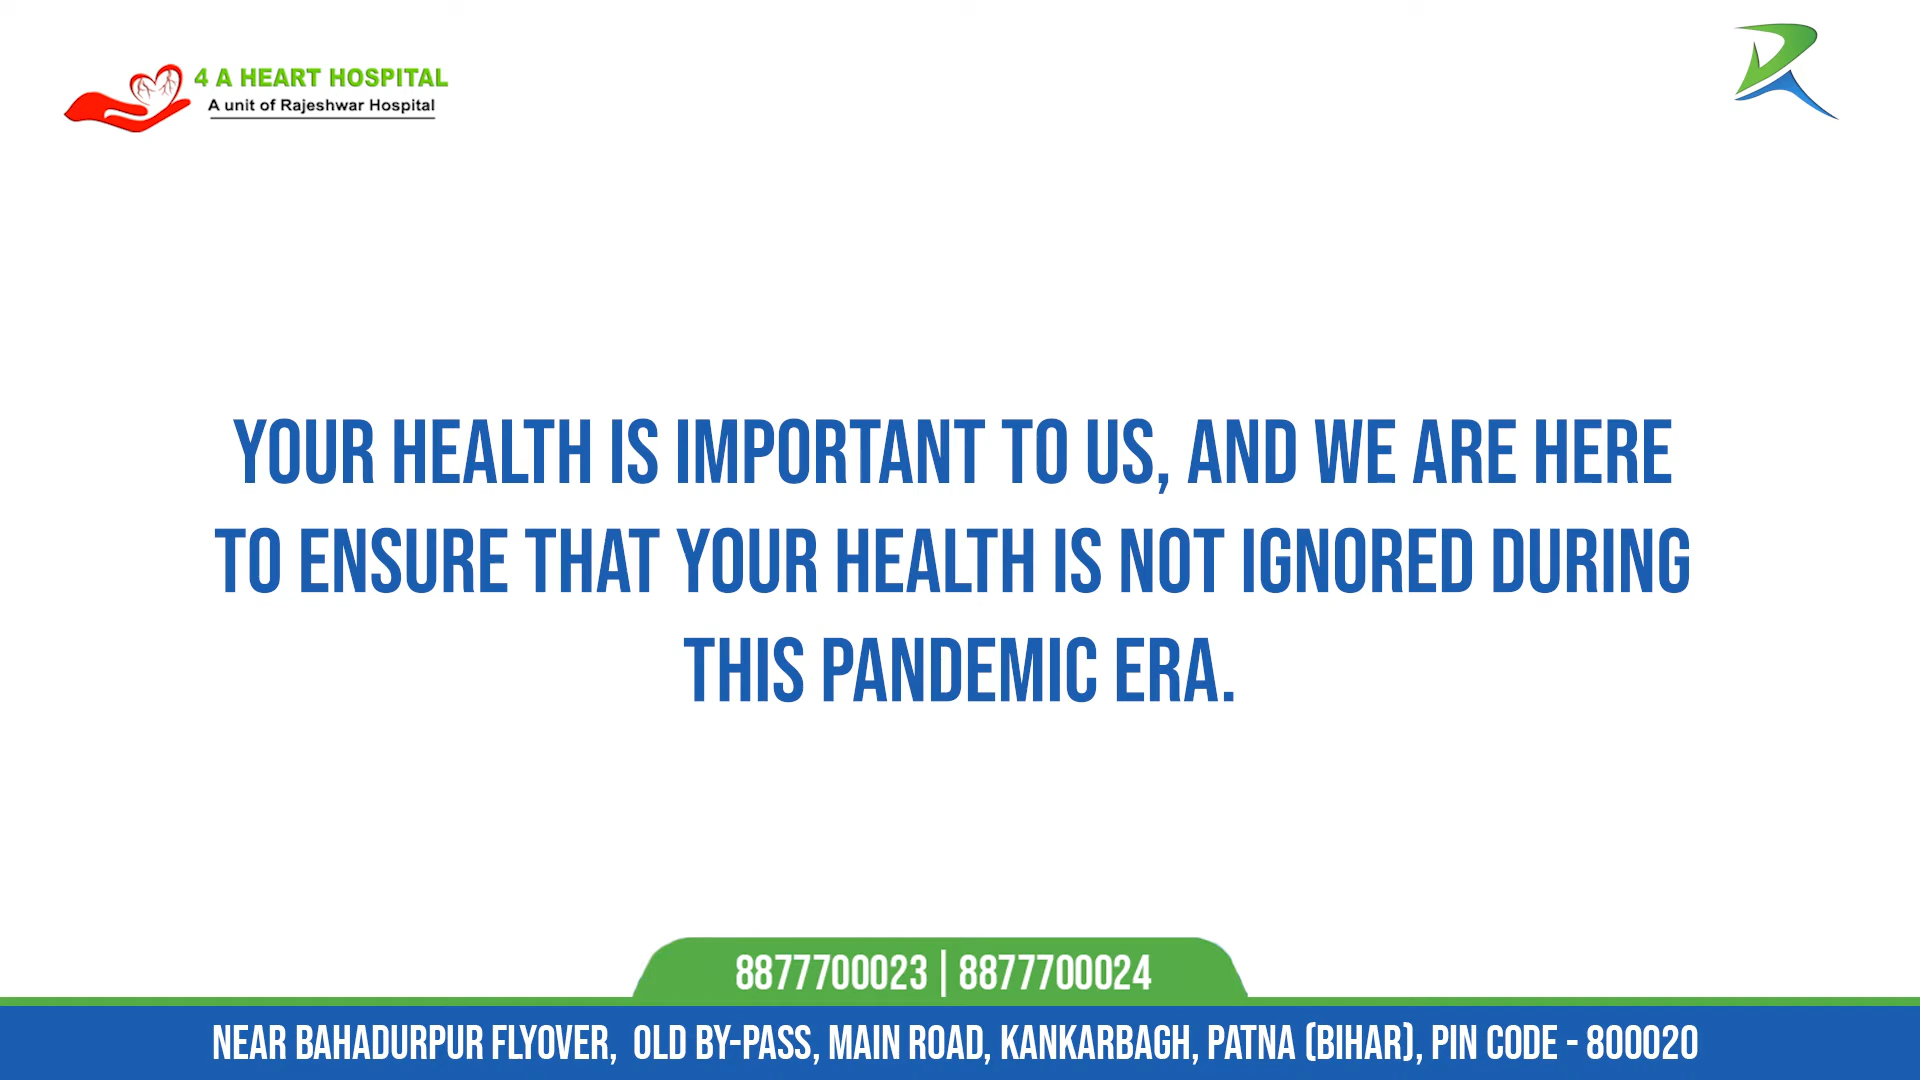 4 A HEART HOSPITAL
A unit of Rajeshwar Hospital
YOUR HEALTH IS IMPORTANT TO US, AND WE ARE HERE
TO ENSURE THAT YOUR HEALTH IS NOT IGNORED DURING
THIS PANDEMIC ERA.
8877700023 | 8877700024
NEAR BAHADURPUR FLYOVER, OLD BY-PASS, MAIN ROAD, KANKARBAGH, PATNA (BIHAR), PIN CODE - 800020